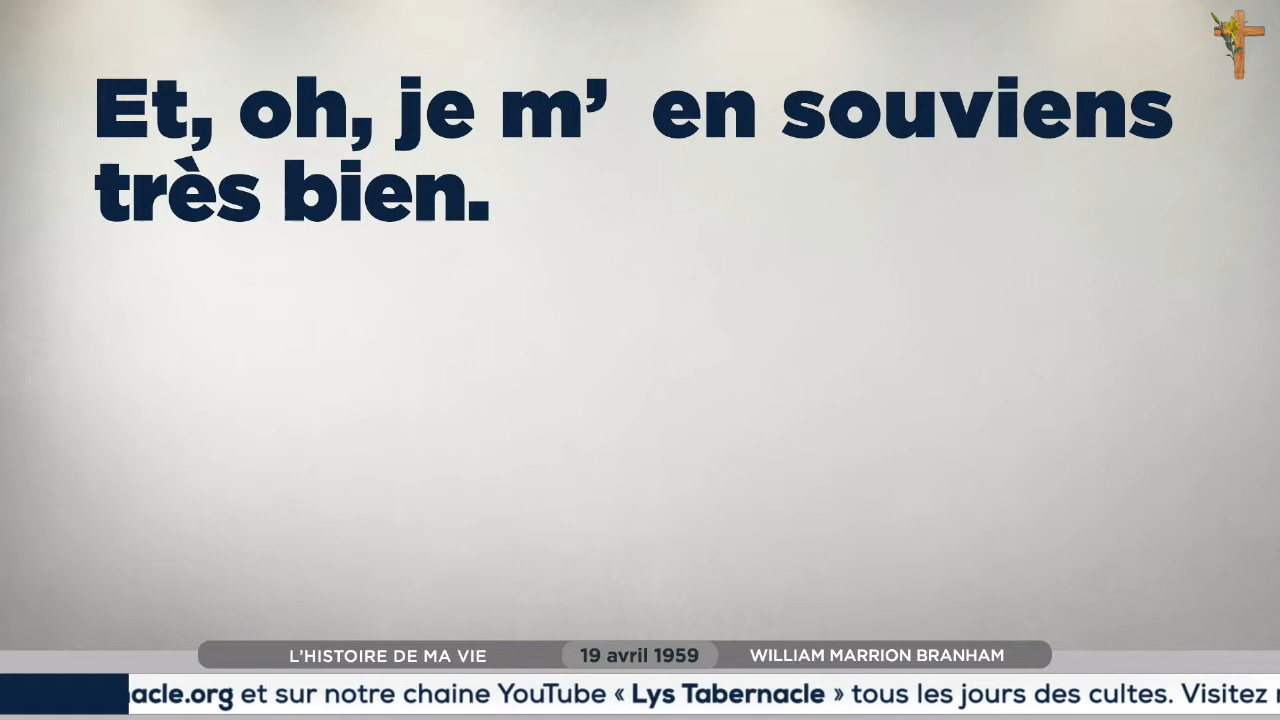 Et, oh, je m’  en souviens
très bien.
L’HISTOIRE DE MA VIE 19 avril 1959 WILLIAM MARRION BRANHAM
acle.org et sur notre chaine YouTube « Lys Tabernacle » tous les jours des cultes. Visitez